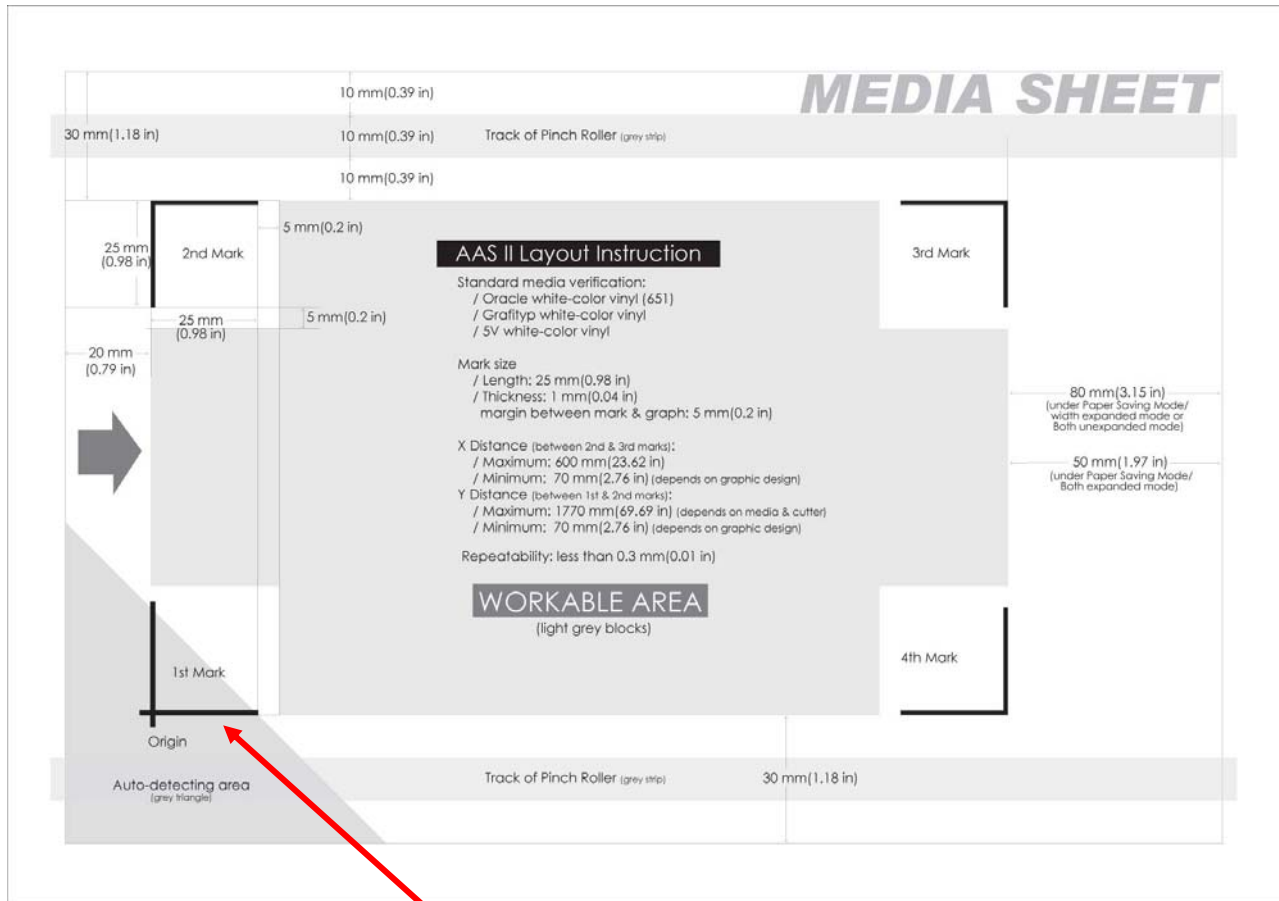 MEDIA SHEET
10 mm(0.39 in)
30 mm(1.18 in)
10 mm(0.39 in)
Track of Pinch Roller (grey strip)
10 mm(0.39 in)
5 mm(0.2 in)
25 mm
(0.98 in)
2nd Mark
3rd Mark
25 mm
(0.98 in)
5 mm(0.2 in)
20 mm
(0.79 in)
AAS II Layout Instruction
Standard media verification:
/ Oracle white-color vinyl (651)
/ Grafityp white-color vinyl
/ 5V white-color vinyl
Mark size
/ Length: 25 mm(0.98 in)
/ Thickness: 1 mm(0.04 in)
margin between mark & graph: 5 mm(0.2 in)
X Distance (between 2nd & 3rd marks):
/ Maximum: 600 mm(23.62 in)
/ Minimum: 70 mm(2.76 in) (depends on graphic design)
Y Distance (between 1st & 2nd marks):
/ Maximum: 1770 mm(69.69 in) (depends on media & cutter)
/ Minimum: 70 mm(2.76 in) (depends on graphic design)
Repeatability: less than 0.3 mm(0.01 in)
WORKABLE AREA
(light grey blocks)
80 mm(3.15 in)
(under Paper Saving Mode/
width expanded mode or
Both unexpanded mode)
50 mm(1.97 in)
(under Paper Saving Mode/
Both expanded mode)
1st Mark
4th Mark
Origin
Auto-detecting area
(grey triangle)
Track of Pinch Roller (grey strip)
30 mm(1.18 in)